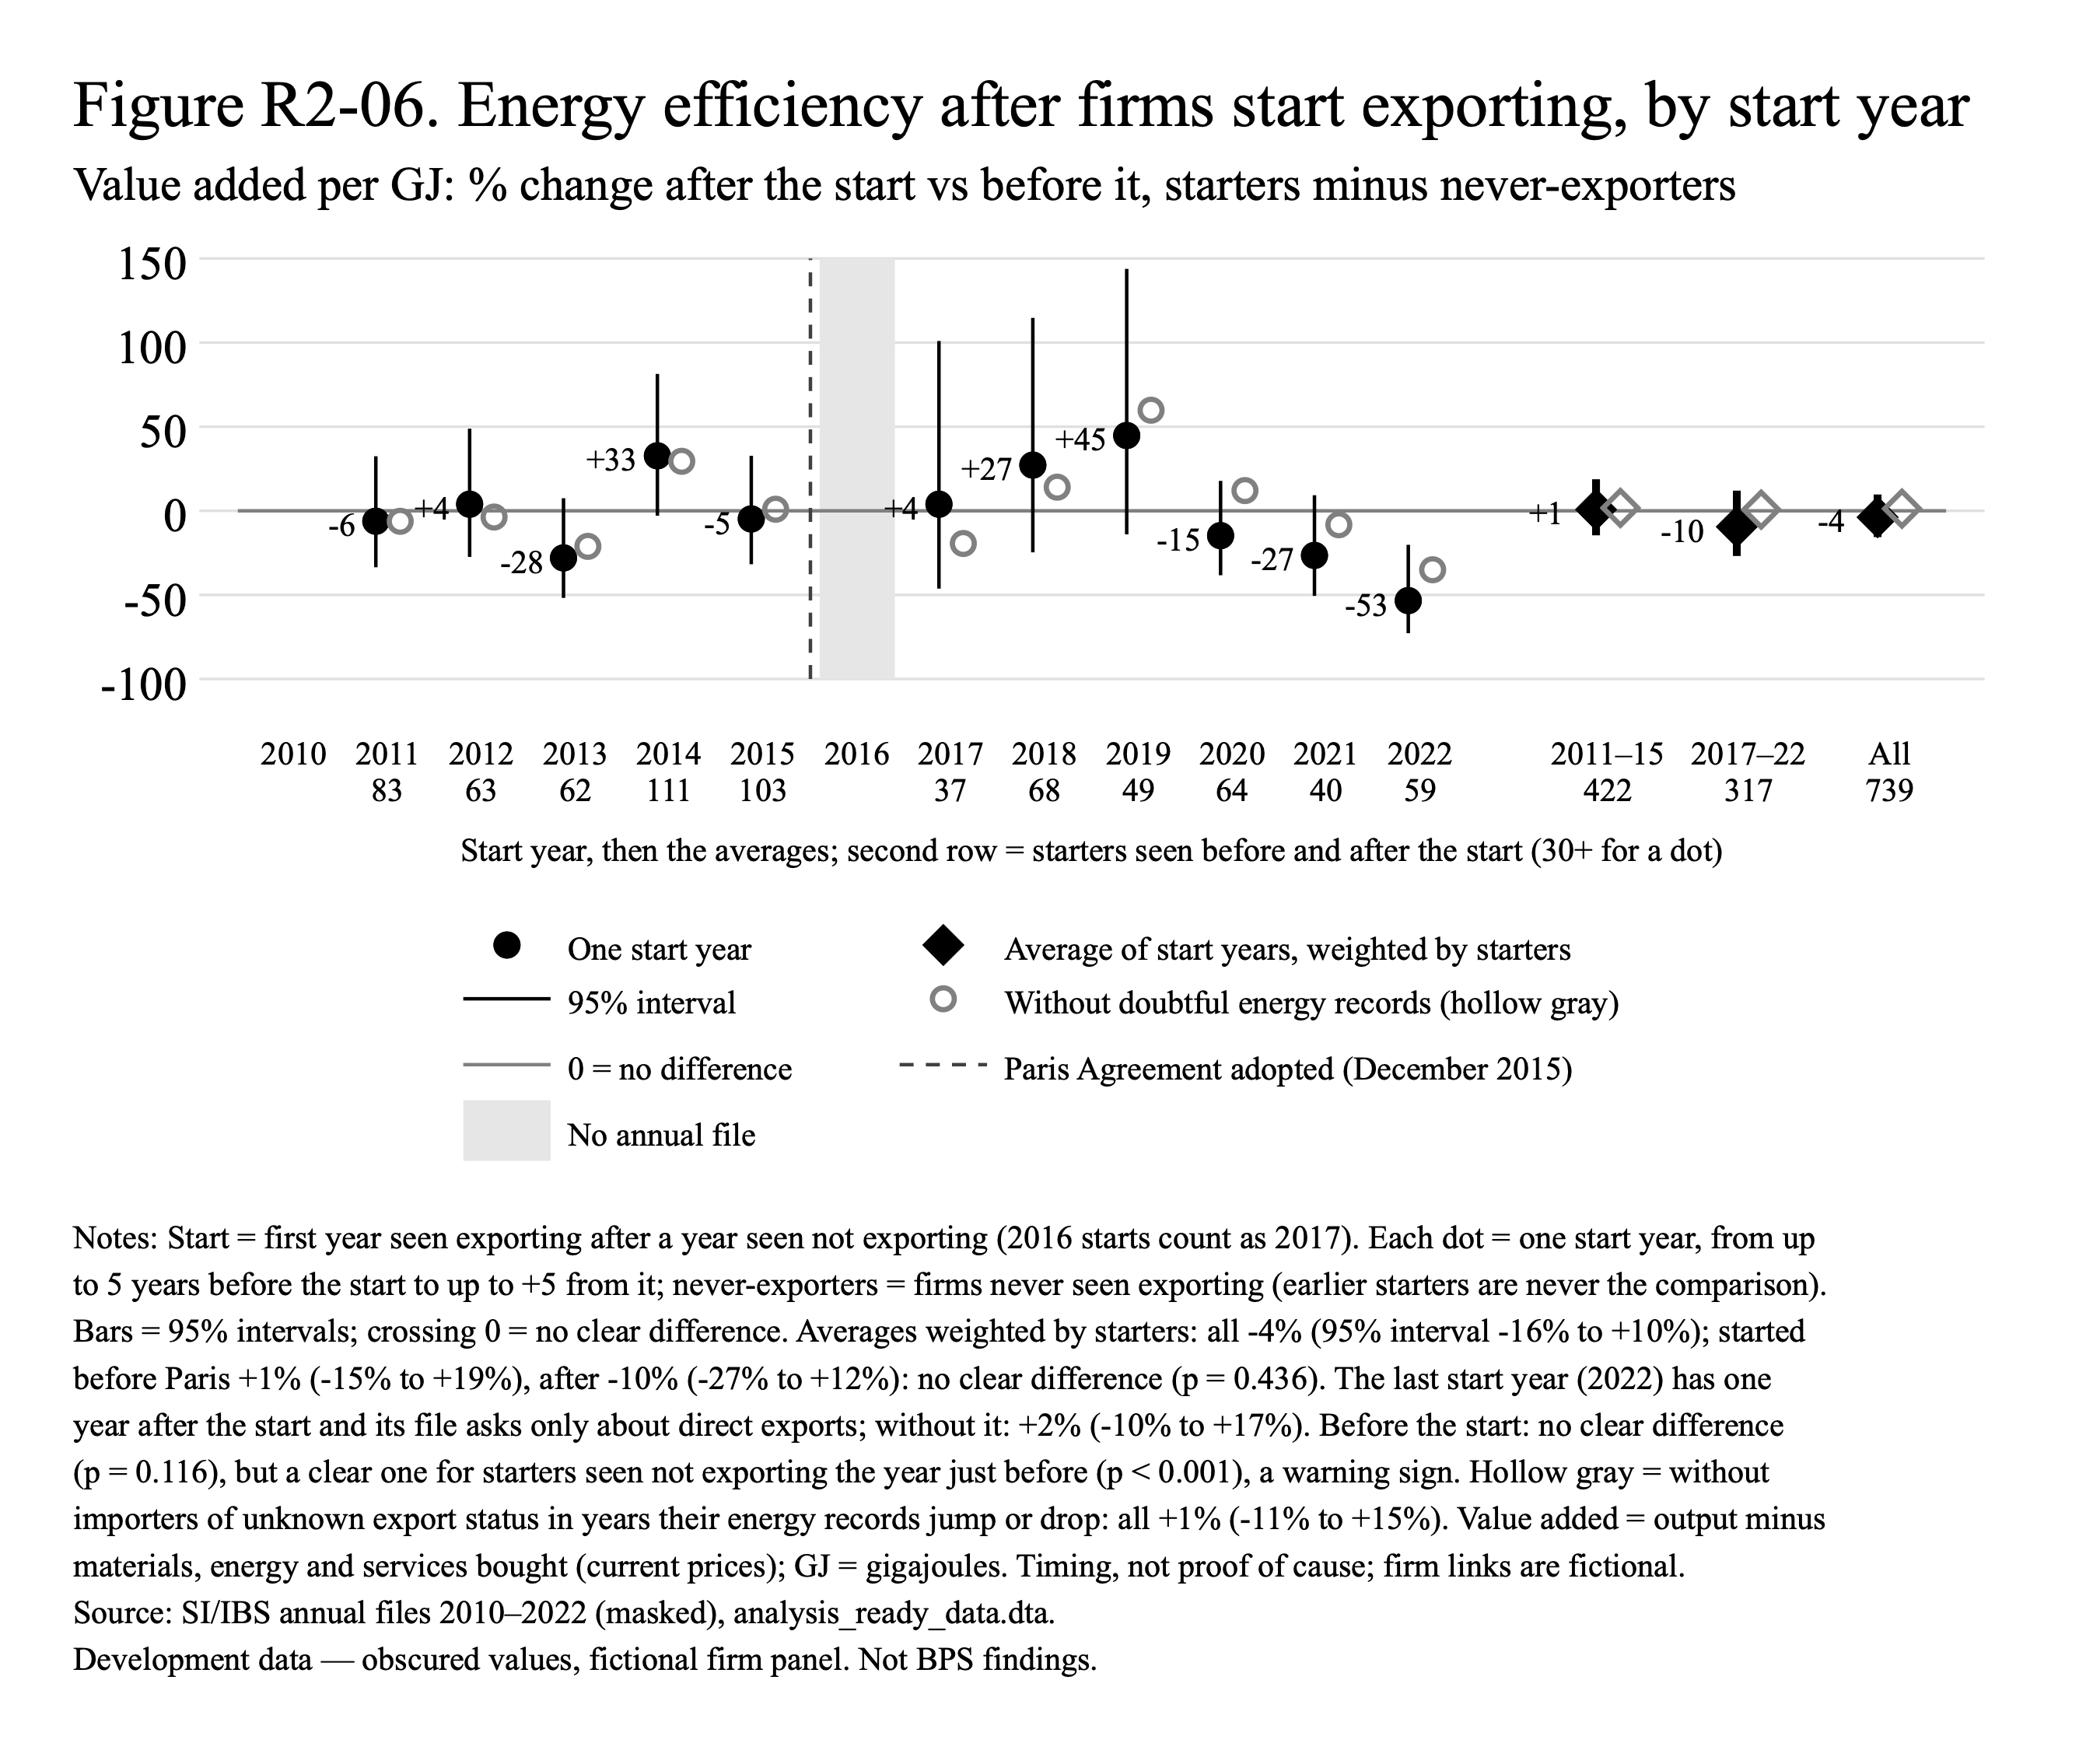 Figure R2-06. Energy efficiency after firms start exporting, by start year
Value added per GJ: % change after the start vs before it, starters minus never-exporters
150
100
50
0
-50
-100
-6
+4
-28
+33
-5
+4
+27
+45
-15
-27
-53
+1
-10
-4
2010 2011 2012 2013 2014 2015 2016 2017 2018 2019 2020 2021 2022 2011–15 2017–22 All
83 63 62 111 103 37 68 49 64 40 59 422 317 739
Start year, then the averages; second row = starters seen before and after the start (30+ for a dot)
One start year
Average of start years, weighted by starters
95% interval
Without doubtful energy records (hollow gray)
0 = no difference
Paris Agreement adopted (December 2015)
No annual file
Notes: Start = first year seen exporting after a year seen not exporting (2016 starts count as 2017). Each dot = one start year, from up
to 5 years before the start to up to +5 from it; never-exporters = firms never seen exporting (earlier starters are never the comparison).
Bars = 95% intervals; crossing 0 = no clear difference. Averages weighted by starters: all -4% (95% interval -16% to +10%); started
before Paris +1% (-15% to +19%), after -10% (-27% to +12%): no clear difference (p = 0.436). The last start year (2022) has one
year after the start and its file asks only about direct exports; without it: +2% (-10% to +17%). Before the start: no clear difference
(p = 0.116), but a clear one for starters seen not exporting the year just before (p < 0.001), a warning sign. Hollow gray = without
importers of unknown export status in years their energy records jump or drop: all +1% (-11% to +15%). Value added = output minus
materials, energy and services bought (current prices); GJ = gigajoules. Timing, not proof of cause; firm links are fictional.
Source: SI/IBS annual files 2010–2022 (masked), analysis_ready_data.dta.
Development data — obscured values, fictional firm panel. Not BPS findings.